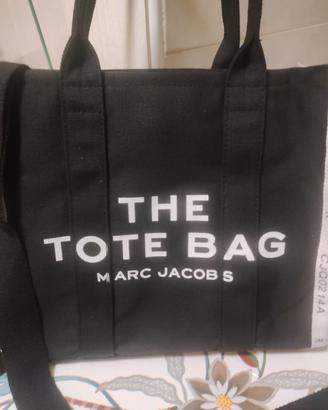 THE
TOTE BAG
MARC JACOBS